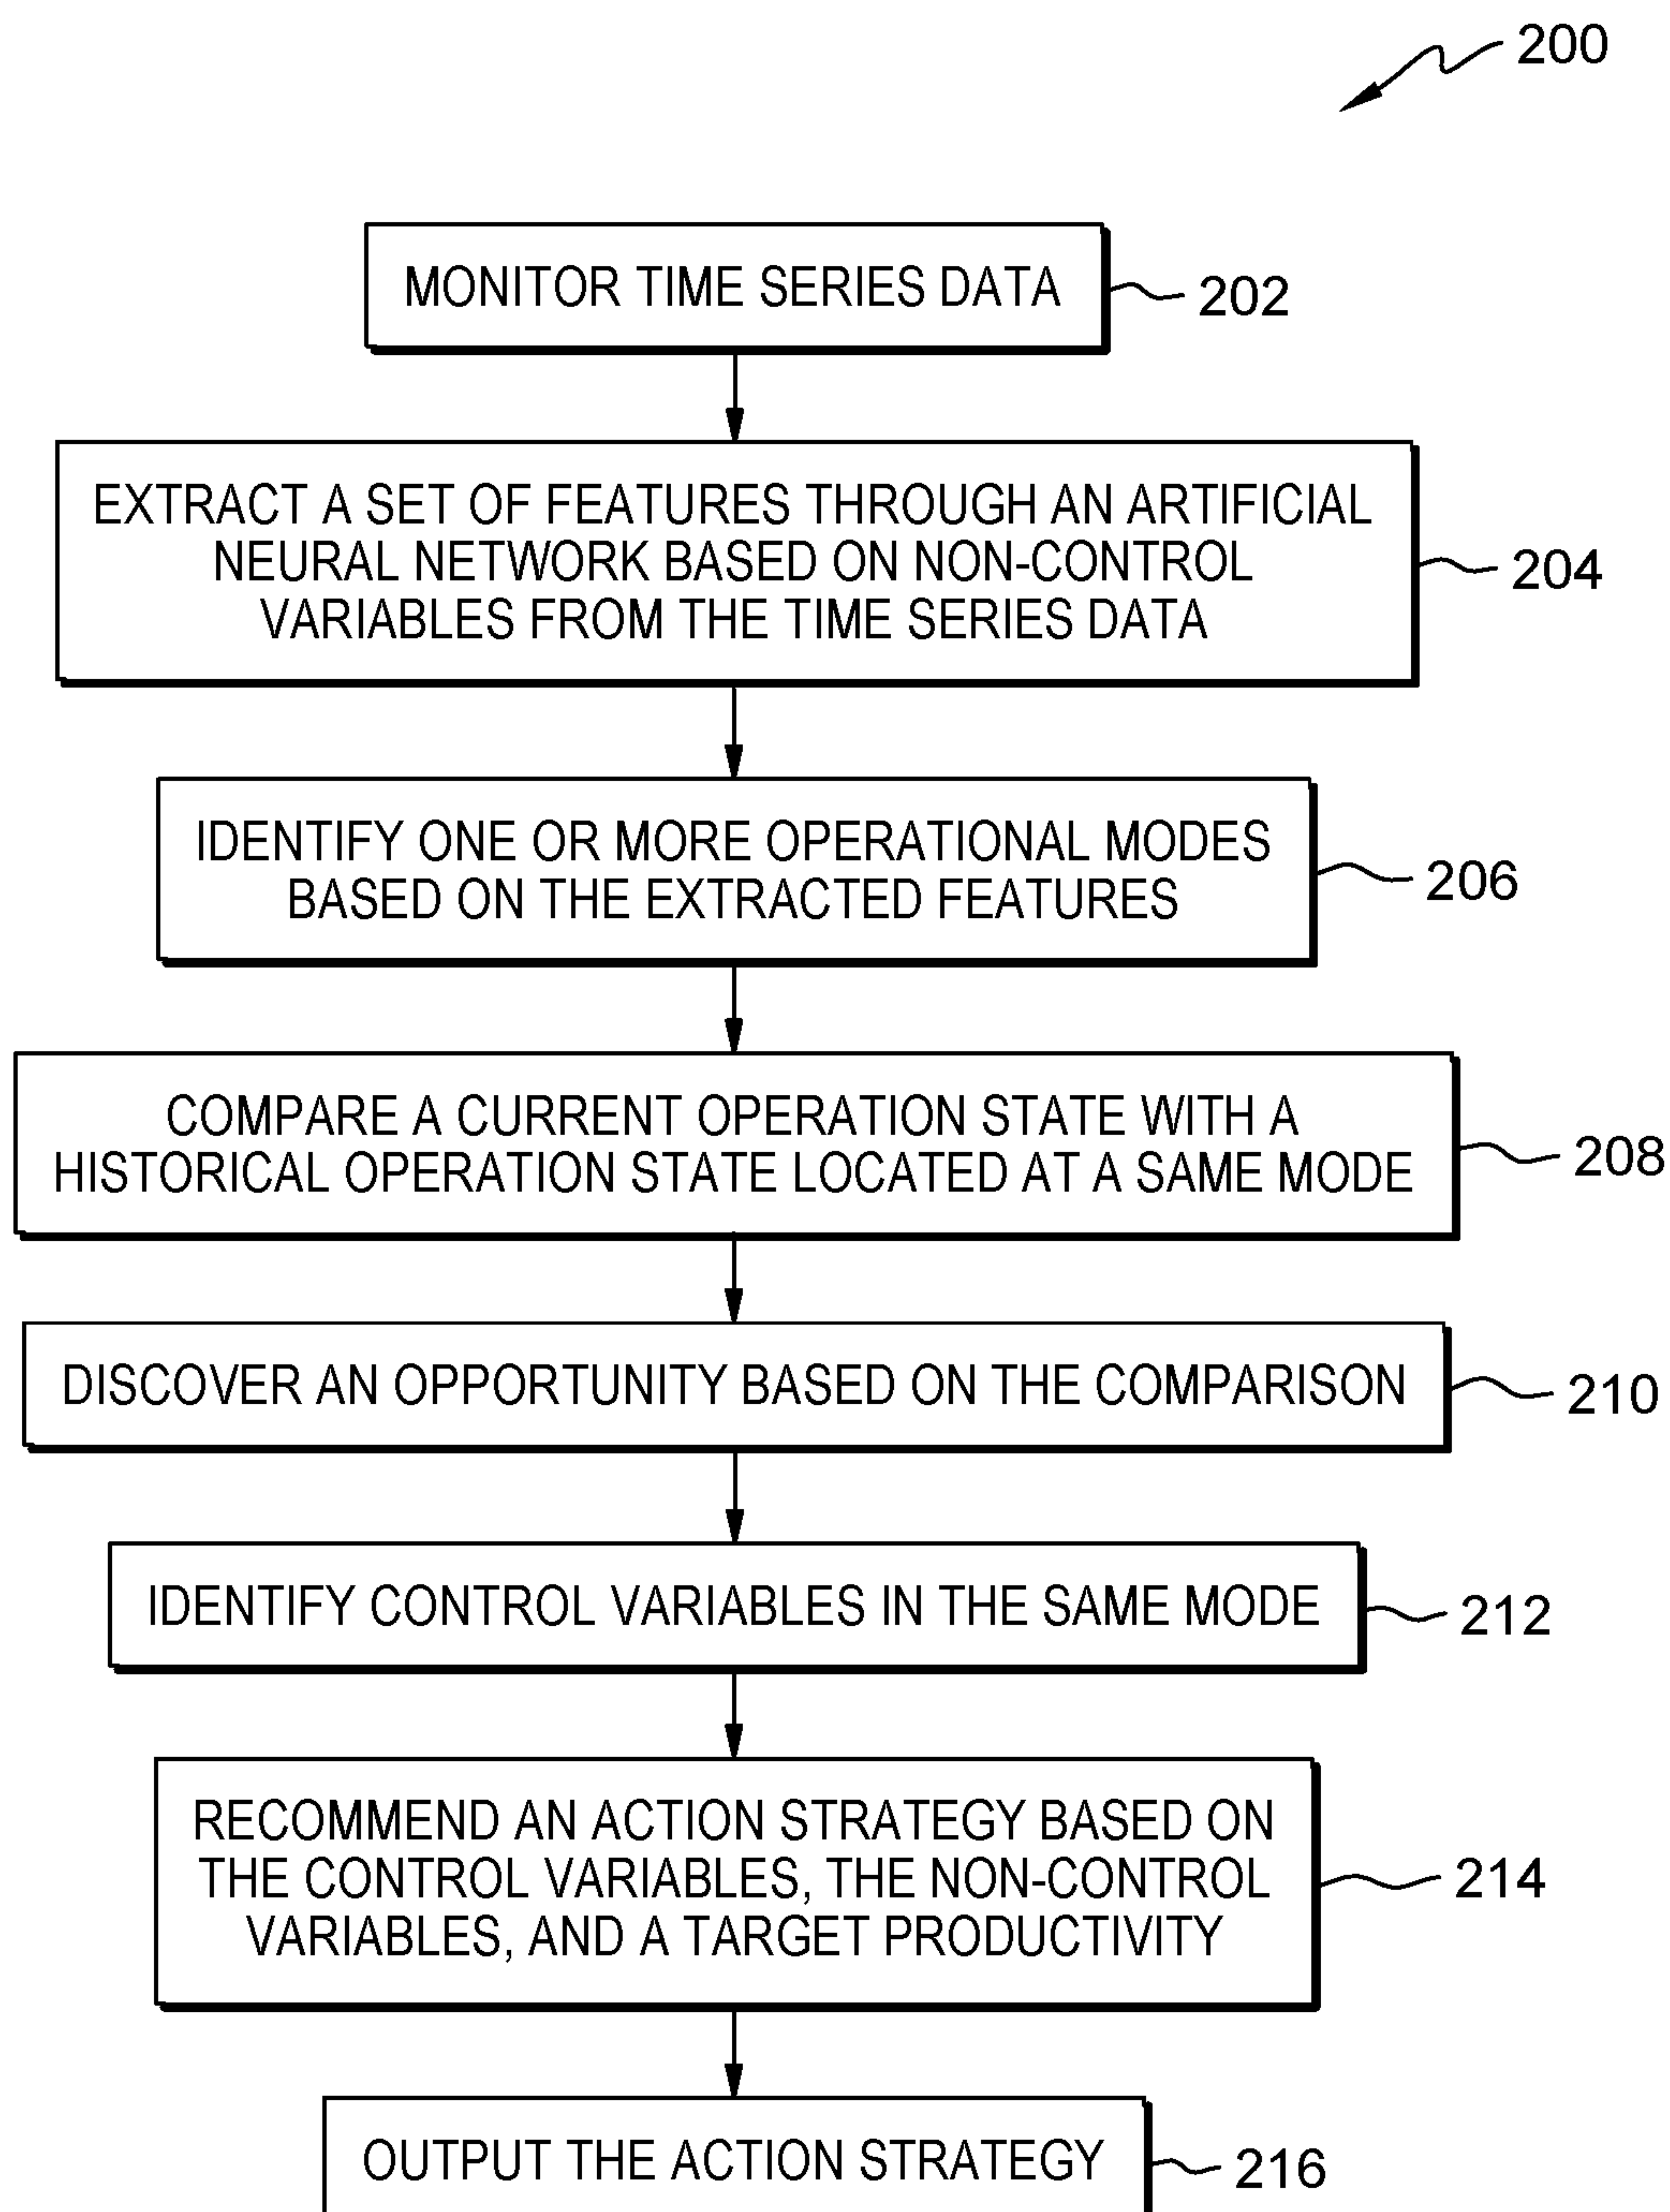 200
MONITOR TIME SERIES DATA
202
EXTRACT A SET OF FEATURES THROUGH AN ARTIFICIAL
NEURAL NETWORK BASED ON NON-CONTROL
VARIABLES FROM THE TIME SERIES DATA
204
IDENTIFY ONE OR MORE OPERATIONAL MODES
BASED ON THE EXTRACTED FEATURES
206
COMPARE A CURRENT OPERATION STATE WITH A
HISTORICAL OPERATION STATE LOCATED AT A SAME MODE
208
DISCOVER AN OPPORTUNITY BASED ON THE COMPARISON
210
IDENTIFY CONTROL VARIABLES IN THE SAME MODE
212
RECOMMEND AN ACTION STRATEGY BASED ON
THE CONTROL VARIABLES, THE NON-CONTROL
VARIABLES, AND A TARGET PRODUCTIVITY
214
OUTPUT THE ACTION STRATEGY
216